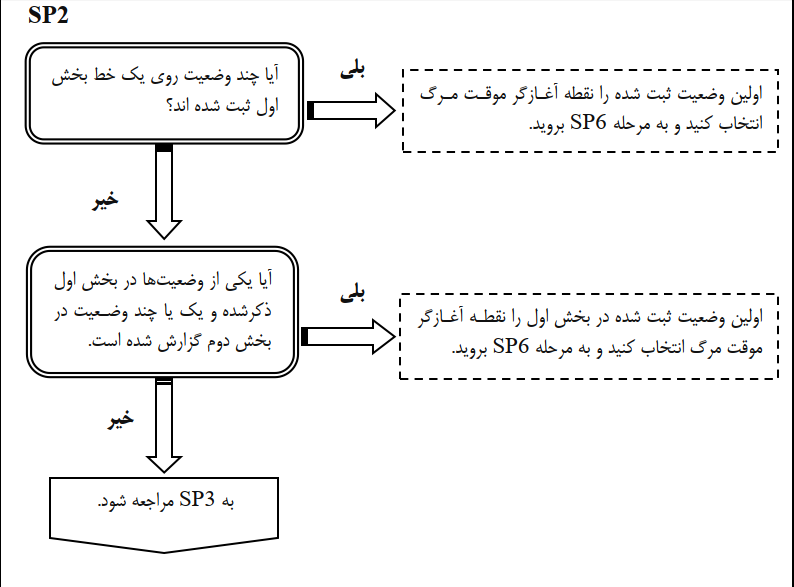 SP2
آیا چند وضعیت روی یک خط بخش
اول ثبت شده اند؟
بلی
اولین وضعیت ثبت شده را نقطه آغـازگر موقـت مـرگ
انتخاب کنید و به مرحله SP6 بروید.
خیر
آیا یکی از وضعیت‌ها در بخش اول
ذکرشده و یک یا چند وضـعیت در
بخش دوم گزارش شده است.
بلی
اولین وضعیت ثبت شده در بخش اول را نقطـه آغـازگر
موقت مرگ انتخاب کنید و به مرحله SP6 بروید.
خیر
به SP3 مراجعه شود.